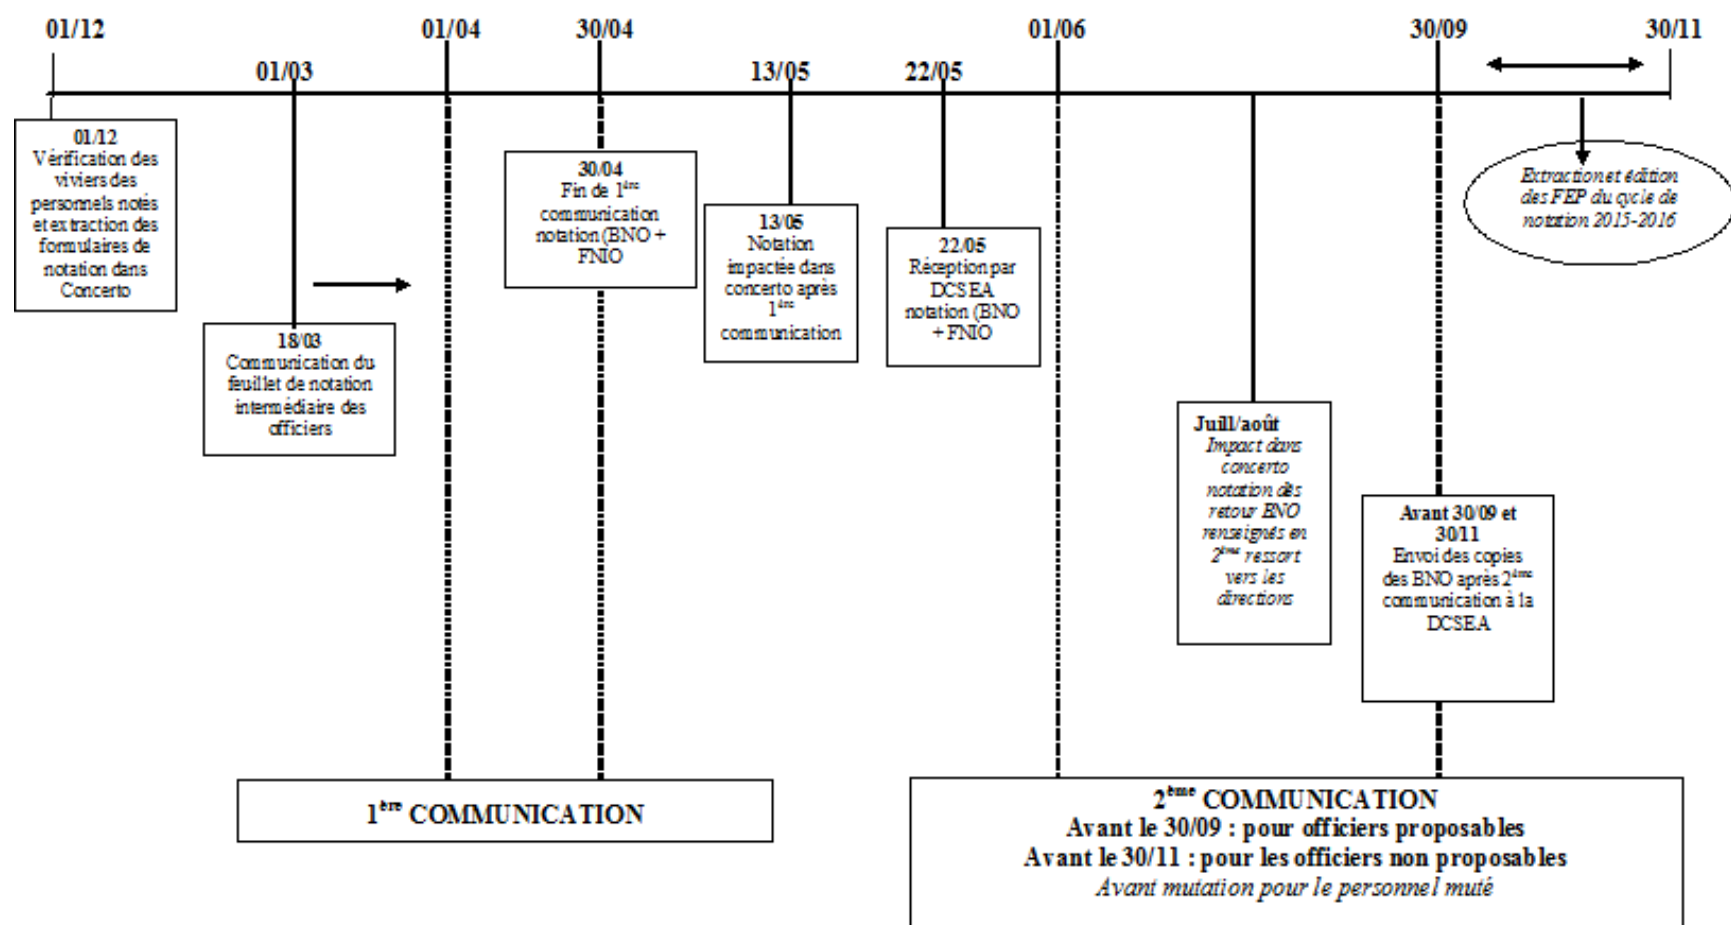 01/12
01/04
30/04
01/06
30/09
30/11
01/03
13/05
22/05
01/12
Vérification des
viviers des
personnels notés
et extraction des
formulaires de
notation dans
Concerto
18/03
Communication du
feuillet de notation
intermédiaire des
officiers
30/04
Fin de 1ère
communication
notation (BNO +
FNIO
13/05
Notation
impactée dans
concerto après
1ère
communication
22/05
Réception par
DCSEA
notation (BNO
+ FNIO
Juill/août
Impact dans
concerto
notation dès
retour BNO
renseignés en
2ème ressort
vers les
directions
Avant 30/09 et
30/11
Envoi des copies
des BNO après 2ème
communication à la
DCSEA
Extraction et édition
des FEP du cycle de
notation 2015-2016
1ère COMMUNICATION
2ème COMMUNICATION
Avant le 30/09 : pour officiers proposables
Avant le 30/11 : pour les officiers non proposables
Avant mutation pour le personnel muté